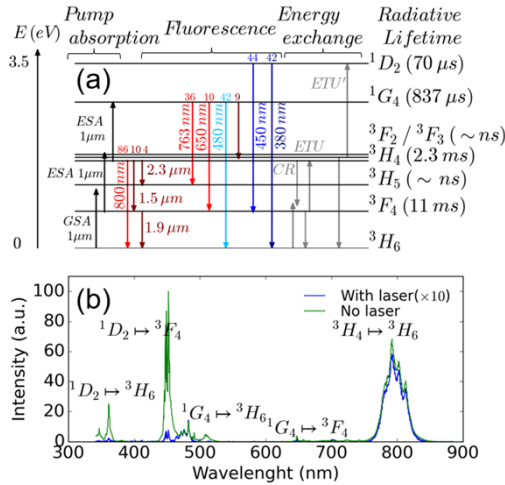 Pump absorption
Fluorescence
Energy exchange
Radiative Lifetime
E (eV)
3.5
0
(a)
ESA 1μm
ESA 1μm
GSA 1μm
86 10 4
800 nm
1.5 μm
2.3 μm
1.9 μm
36 10 42 9
763 nm
650 nm
480 nm
44 42
450 nm
380 nm
ETU'
ETU
CR
¹D₂ (70 μs)
¹G₄ (837 μs)
³F₂ / ³F₃ (∼ ns)
³H₄ (2.3 ms)
³H₅ (∼ ns)
³F₄ (11 ms)
³H₆
(b)
With laser(×10)
No laser
¹D₂ ↦ ³F₄
³H₄ ↦ ³H₆
¹D₂ ↦ ³H₆
¹G₄ ↦ ³H₆
¹G₄ ↦ ³F₄
Intensity (a.u.)
100
80
60
40
20
0
300 400 500 600 700 800 900
Wavelenght (nm)